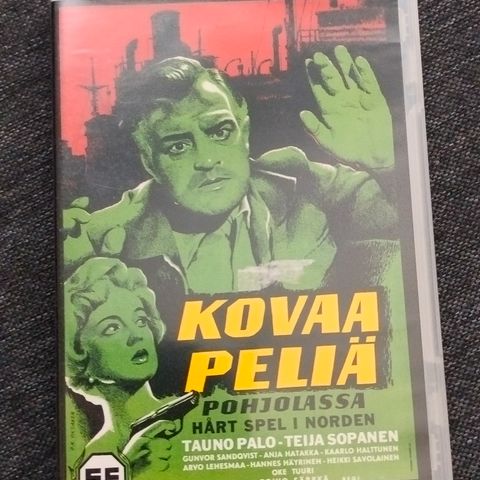 KOVAA
PELIÄ
POHJOLASSA
HÅRT SPEL I NORDEN
TAUNO PALO - TEIJA SOPANEN
GUNVOR SANDQVIST - ANJA HATAKKA - KAARLO HALTTUNEN
ARVO LEHESMAA - HANNES HÄYRINEN - HEIKKI SAVOLAINEN
OKE TUURI
SÄRKKÄ